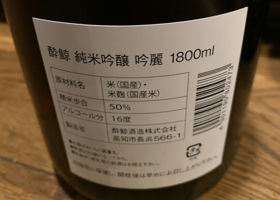 酔鯨 純米吟醸 吟麗 1800ml
原材料名 米(国産)・
米麹(国産米)
精米歩合 50%
アルコール分 16度
製造者 酔鯨酒造株式会社
高知市長浜566-1